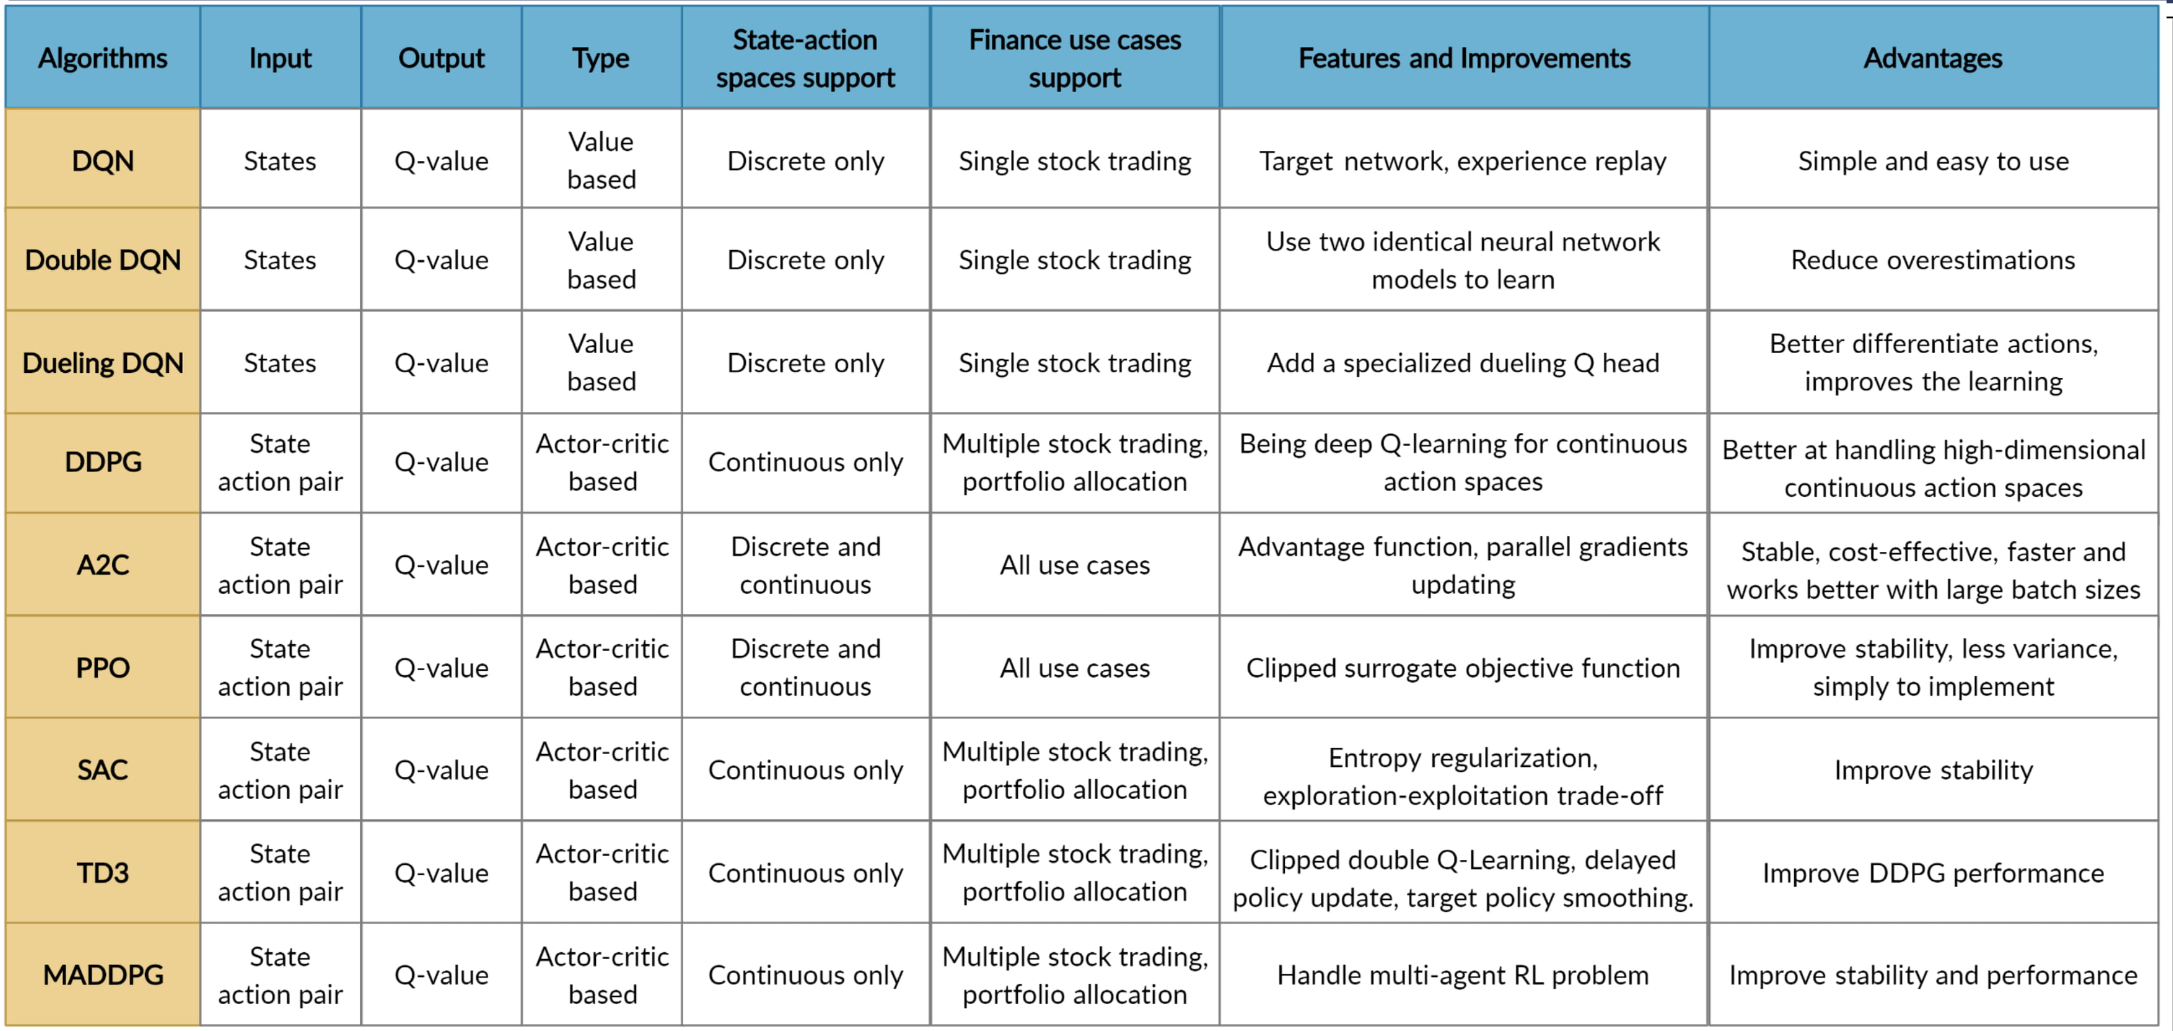 Algorithms Input Output Type State-action spaces support Finance use cases support Features and Improvements Advantages
DQN States Q-value Value based Discrete only Single stock trading Target network, experience replay Simple and easy to use
Double DQN States Q-value Value based Discrete only Single stock trading Use two identical neural network models to learn Reduce overestimations
Dueling DQN States Q-value Value based Discrete only Single stock trading Add a specialized dueling Q head Better differentiate actions, improves the learning
DDPG State action pair Q-value Actor-critic based Continuous only Multiple stock trading, portfolio allocation Being deep Q-learning for continuous action spaces Better at handling high-dimensional continuous action spaces
A2C State action pair Q-value Actor-critic based Discrete and continuous All use cases Advantage function, parallel gradients updating Stable, cost-effective, faster and works better with large batch sizes
PPO State action pair Q-value Actor-critic based Discrete and continuous All use cases Clipped surrogate objective function Improve stability, less variance, simply to implement
SAC State action pair Q-value Actor-critic based Continuous only Multiple stock trading, portfolio allocation Entropy regularization, exploration-exploitation trade-off Improve stability
TD3 State action pair Q-value Actor-critic based Continuous only Multiple stock trading, portfolio allocation Clipped double Q-Learning, delayed policy update, target policy smoothing. Improve DDPG performance
MADDPG State action pair Q-value Actor-critic based Continuous only Multiple stock trading, portfolio allocation Handle multi-agent RL problem Improve stability and performance